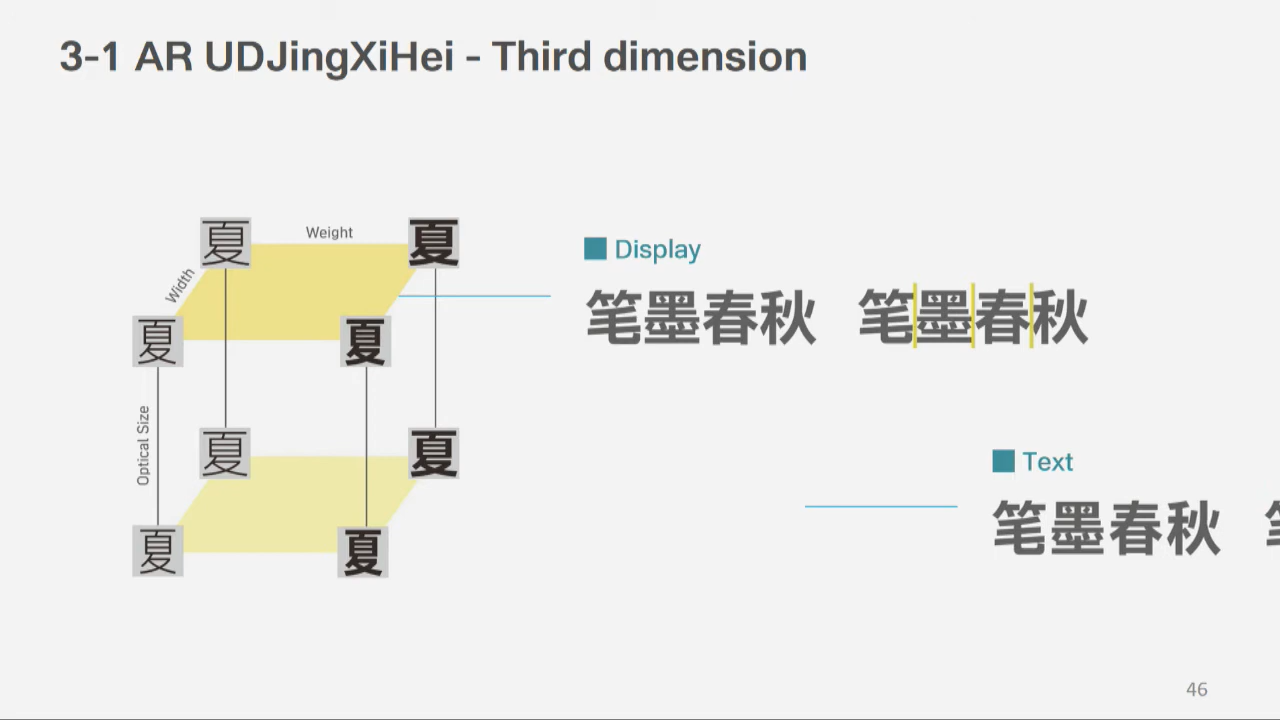 3-1 AR UDJingXiHei - Third dimension
夏 Weight 夏
Width
夏 夏
Optical Size
夏 夏
夏 夏
Display
笔墨春秋 笔墨春秋
Text
笔墨春秋
46